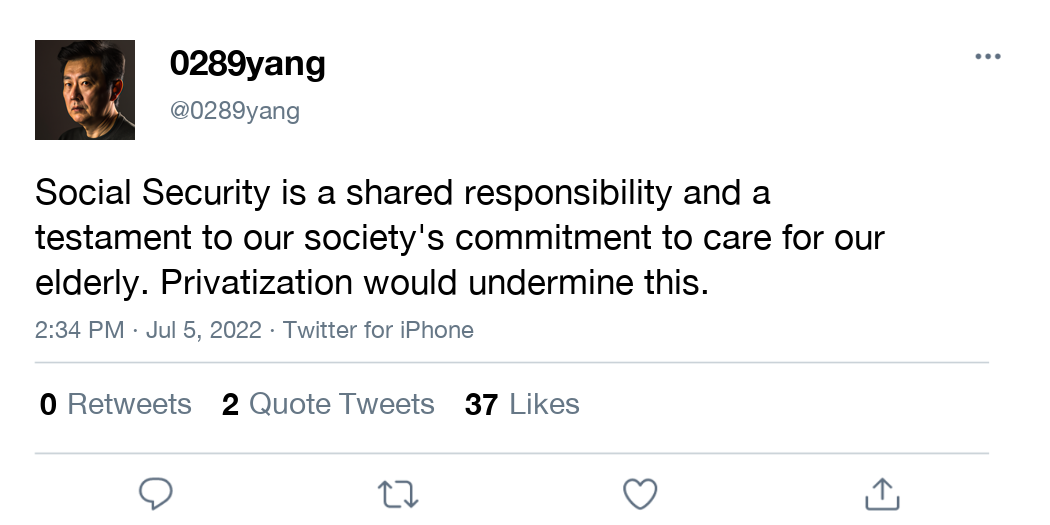 0289yang
@0289yang
Social Security is a shared responsibility and a
testament to our society's commitment to care for our
elderly. Privatization would undermine this.
2:34 PM · Jul 5, 2022 · Twitter for iPhone
0 Retweets 2 Quote Tweets 37 Likes